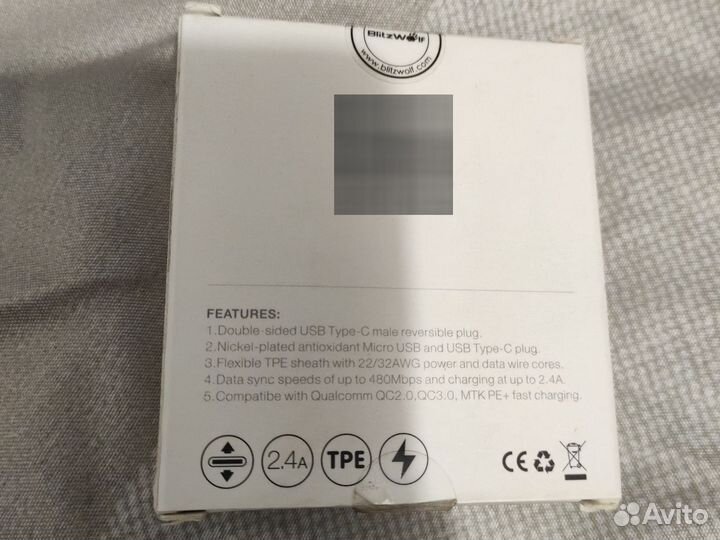 BlitzWolf
www.blitzwolf.com
FEATURES:
1.Double-sided USB Type-C male reversible plug.
2.Nickel-plated antioxidant Micro USB and USB Type-C plug.
3.Flexible TPE sheath with 22/32AWG power and data wire cores.
4.Data sync speeds of up to 480Mbps and charging at up to 2.4A.
5.Compatibe with Qualcomm QC2.0,QC3.0, MTK PE+ fast charging.
2.4A TPE CE
Avito